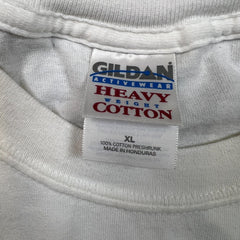 GILDAN
ACTIVEWEAR
HEAVY
WEIGHT
COTTON
XL
100% COTTON PRESHRUNK
MADE IN HONDURAS